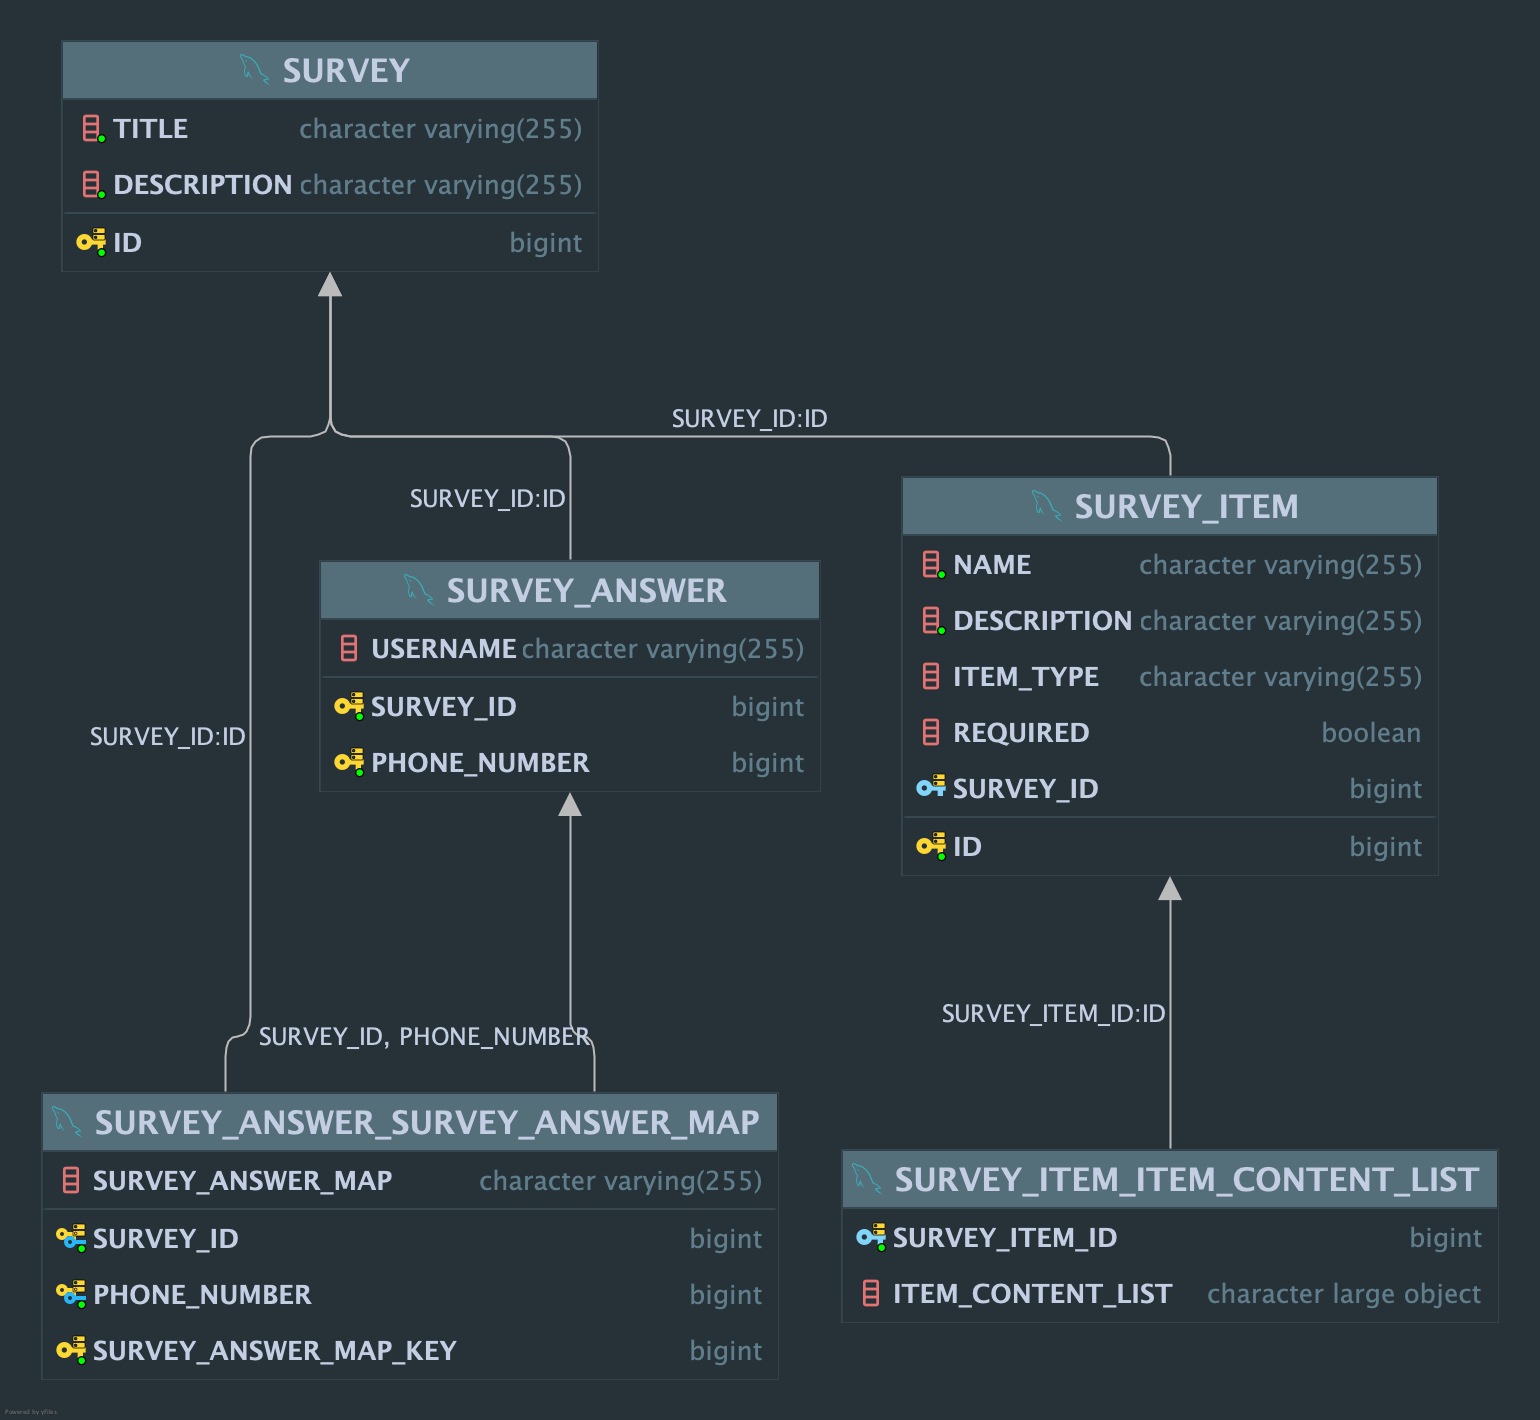 SURVEY
TITLE character varying(255)
DESCRIPTION character varying(255)
ID bigint
SURVEY_ID:ID
SURVEY_ID:ID
SURVEY_ITEM
NAME character varying(255)
DESCRIPTION character varying(255)
ITEM_TYPE character varying(255)
REQUIRED boolean
SURVEY_ID bigint
ID bigint
SURVEY_ANSWER
USERNAME character varying(255)
SURVEY_ID bigint
PHONE_NUMBER bigint
SURVEY_ID:ID
SURVEY_ITEM_ID:ID
SURVEY_ID, PHONE_NUMBER
SURVEY_ANSWER_SURVEY_ANSWER_MAP
SURVEY_ANSWER_MAP character varying(255)
SURVEY_ID bigint
PHONE_NUMBER bigint
SURVEY_ANSWER_MAP_KEY bigint
SURVEY_ITEM_ITEM_CONTENT_LIST
SURVEY_ITEM_ID bigint
ITEM_CONTENT_LIST character large object
Powered by yFiles